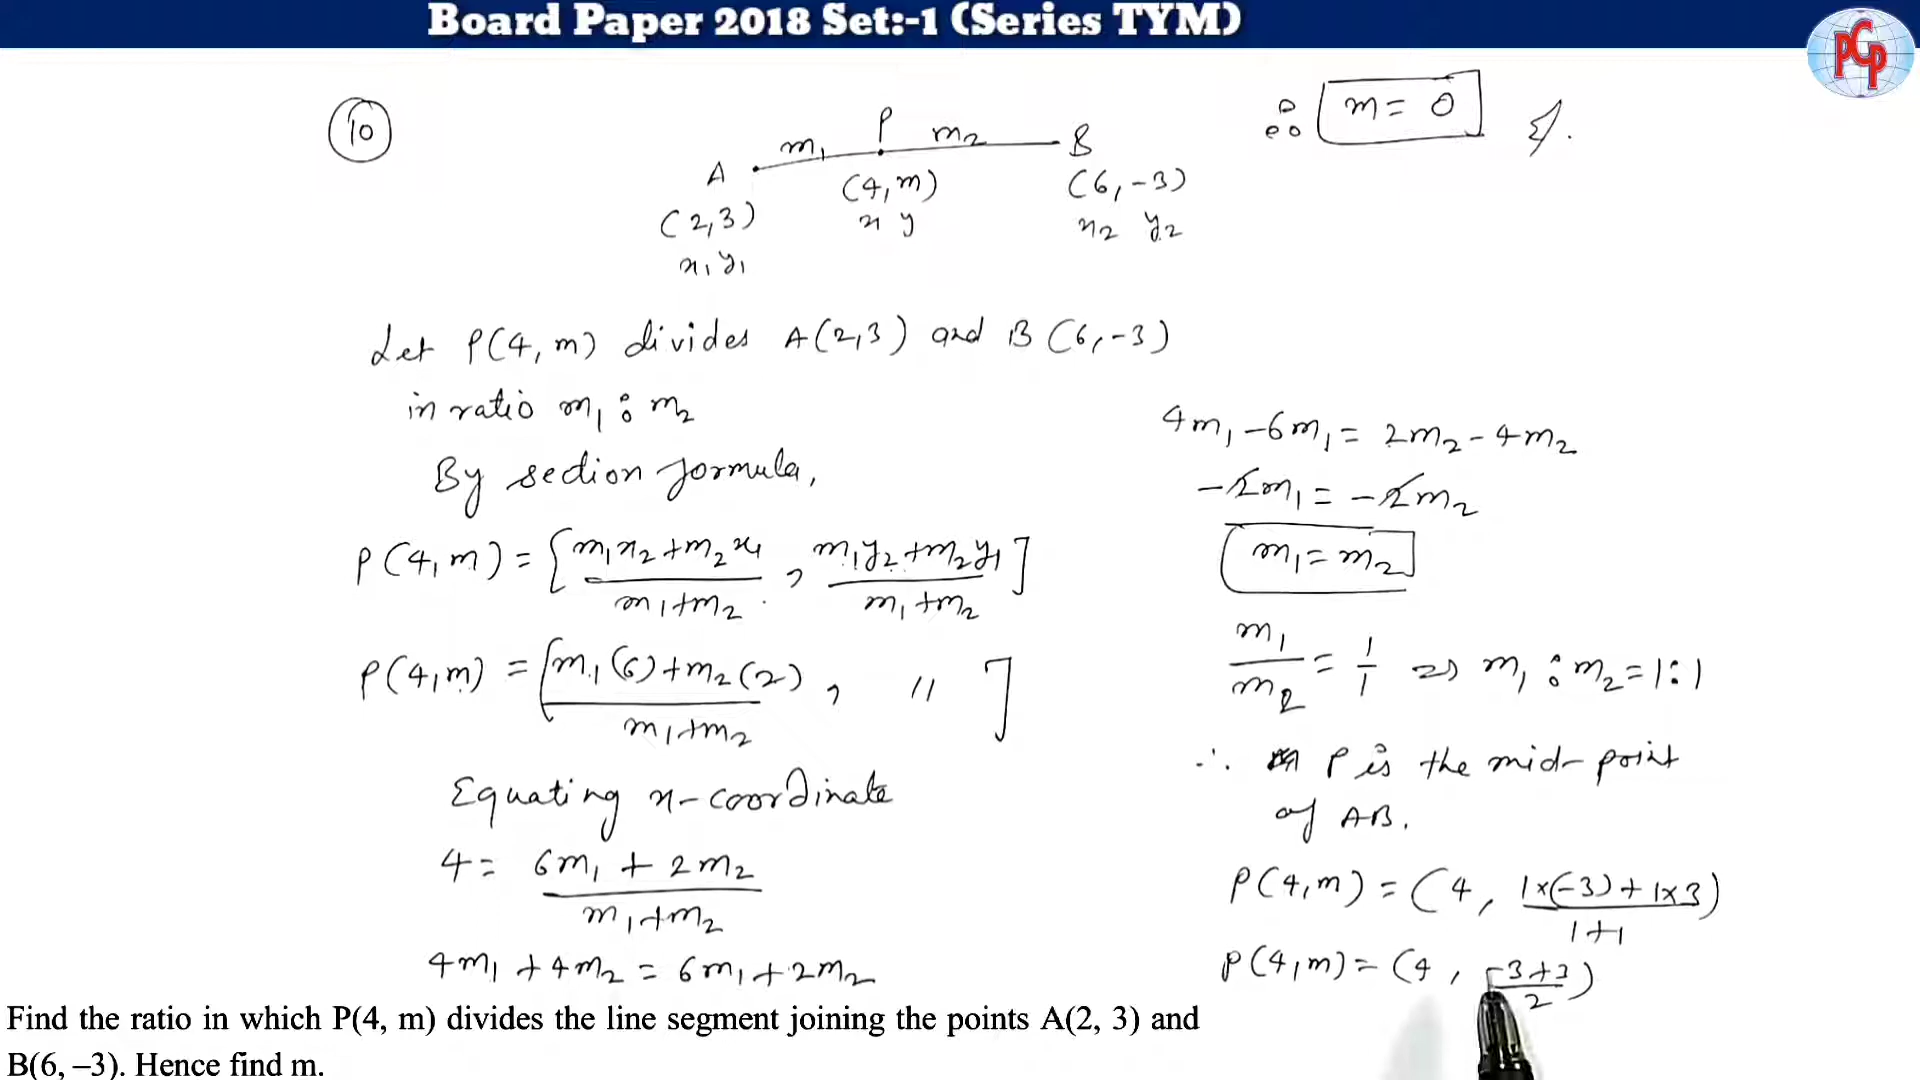 Board Paper 2018 Set:-1 (Series TYM)
PCP
10
A m₁ P m₂ B
(2,3) (4,m) (6,-3)
x₁ y₁ x y x₂ y₂
Let P(4,m) divides A(2,3) and B(6,-3)
in ratio m₁ : m₂
By section formula,
P(4,m) = [m₁x₂+m₂x₁/m₁+m₂ , m₁y₂+m₂y₁/m₁+m₂]
P(4,m) = [m₁(6)+m₂(2)/m₁+m₂ , " ]
Equating x-coordinate
4 = 6m₁ + 2m₂/m₁+m₂
4m₁ + 4m₂ = 6m₁ + 2m₂
4m₁ - 6m₁ = 2m₂ - 4m₂
-2m₁ = -2m₂
m₁ = m₂
m₁/m₂ = 1/1 => m₁ : m₂ = 1:1
∴ P is the mid-point
of AB.
P(4,m) = (4, 1×(-3)+1×3/1+1)
P(4,m) = (4, -3+3/2)
∴ m = 0
Find the ratio in which P(4, m) divides the line segment joining the points A(2, 3) and
B(6, –3). Hence find m.